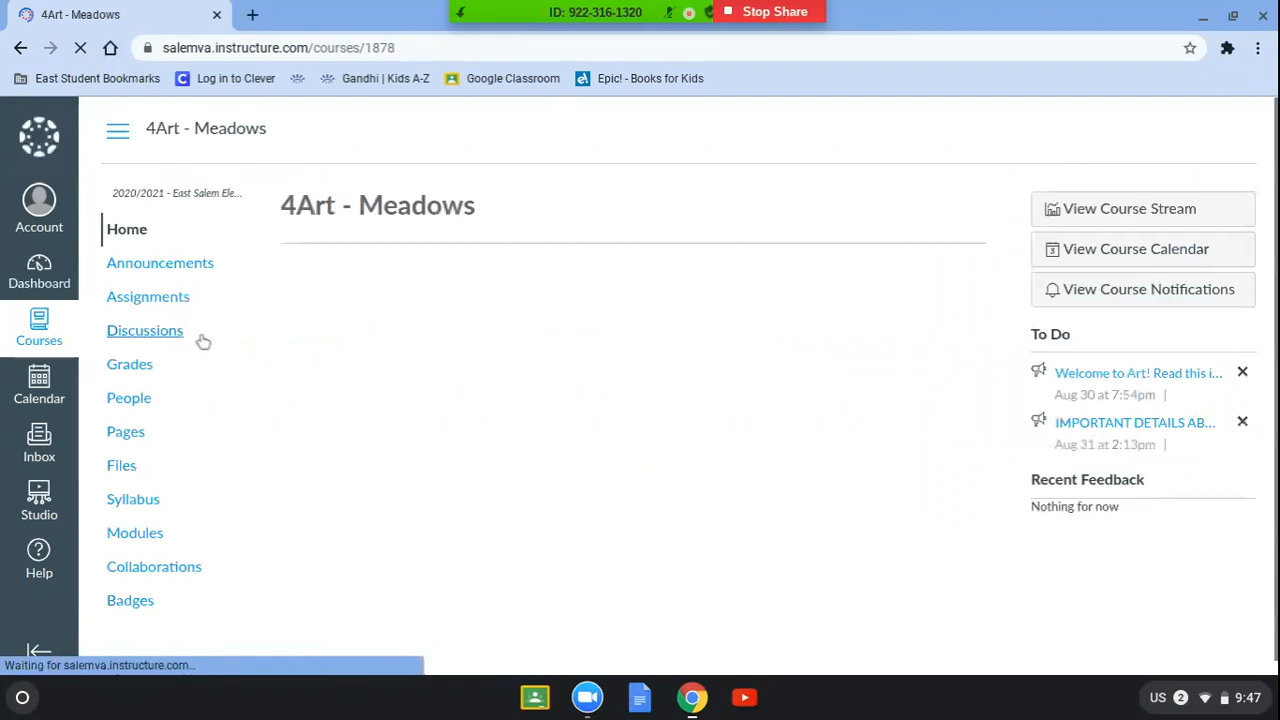 4Art - Meadows
ID: 922-316-1320
Stop Share
salemva.instructure.com/courses/1878
East Student Bookmarks
Log in to Clever
Gandhi | Kids A-Z
Google Classroom
Epic! - Books for Kids
4Art - Meadows
Account
Dashboard
Courses
Calendar
Inbox
Studio
Help
2020/2021 - East Salem Ele...
Home
Announcements
Assignments
Discussions
Grades
People
Pages
Files
Syllabus
Modules
Collaborations
Badges
4Art - Meadows
View Course Stream
View Course Calendar
View Course Notifications
To Do
Welcome to Art! Read this i...
Aug 30 at 7:54pm |
IMPORTANT DETAILS AB...
Aug 31 at 2:13pm |
Recent Feedback
Nothing for now
Waiting for salemva.instructure.com...
US 2 9:47